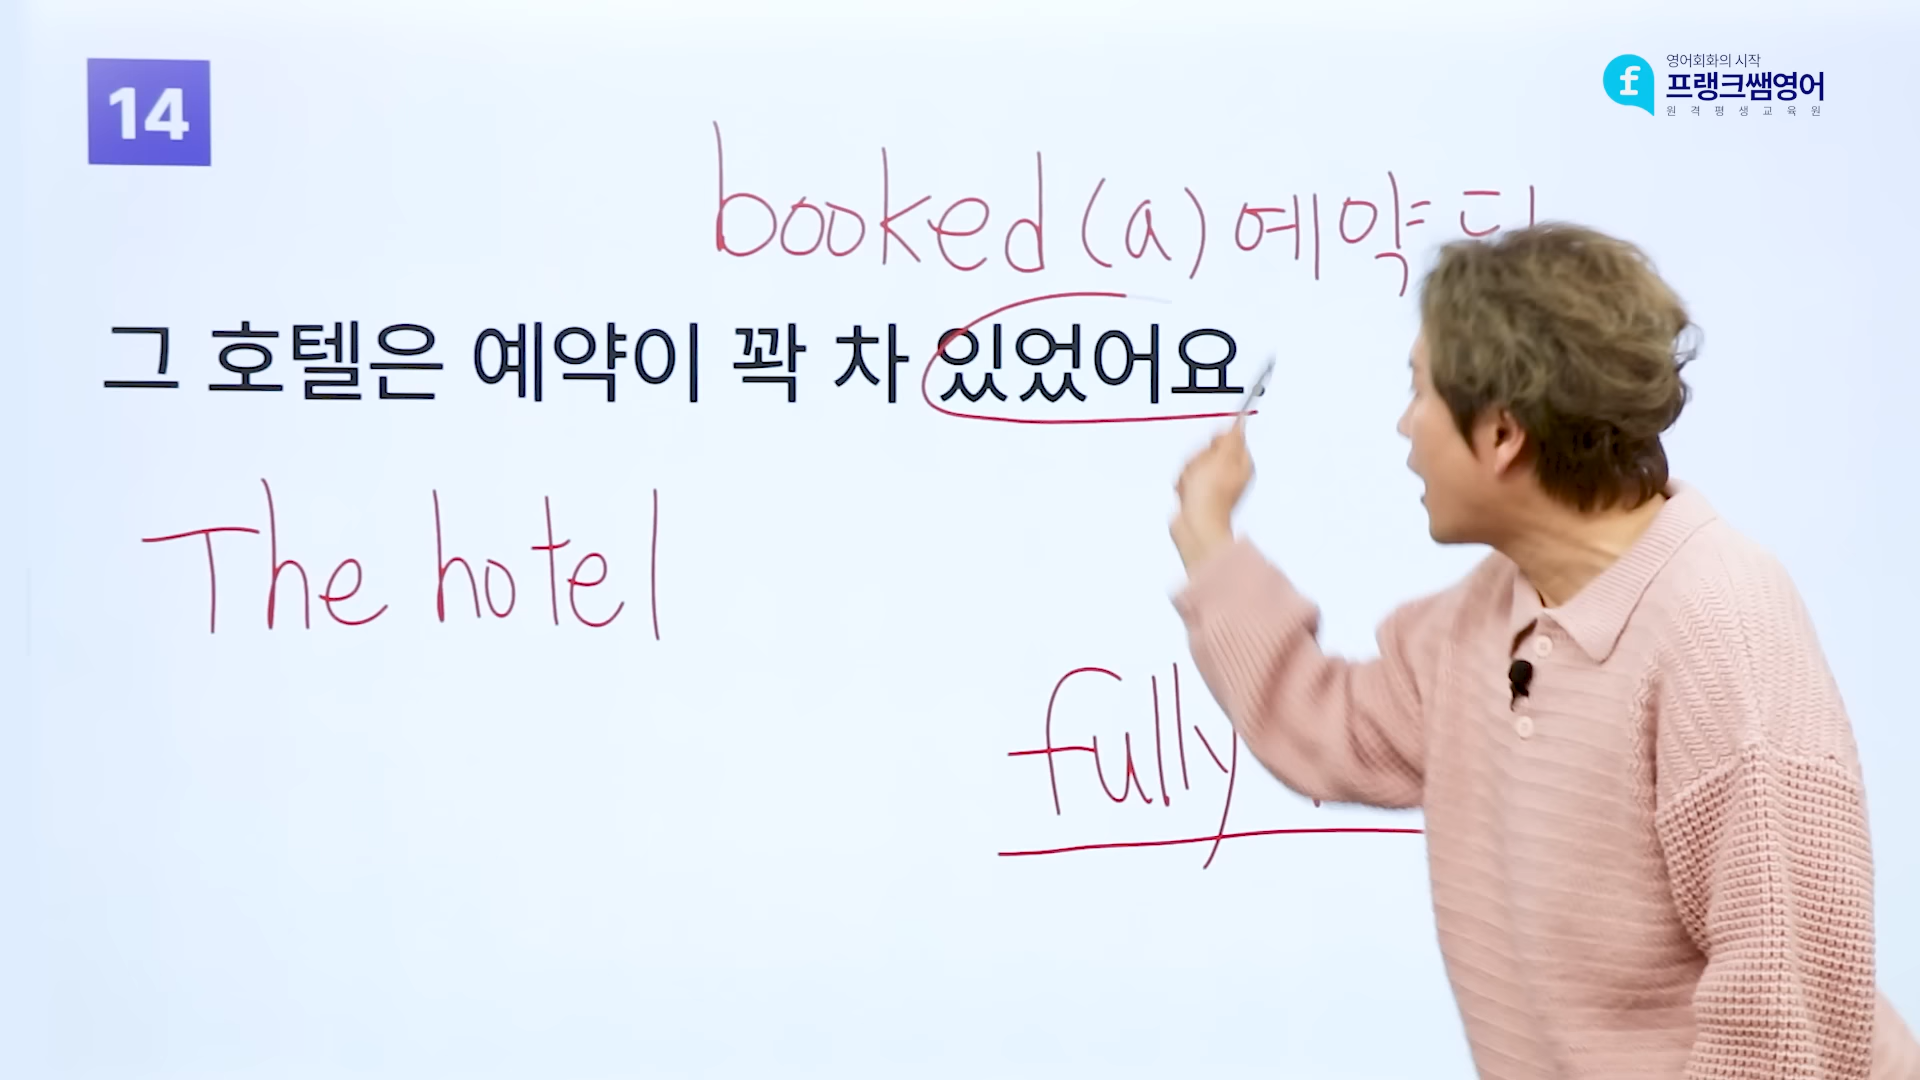 14
영어회화의 시작
프랭크쌤영어
원격평생교육원
booked (a) 예약
그 호텔은 예약이 꽉 차 있었어요.
The hotel
fully